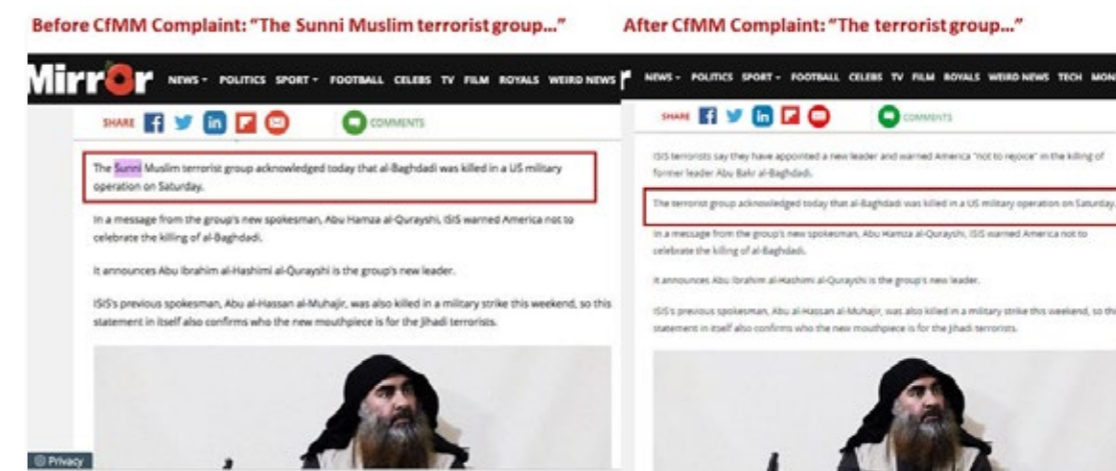 Before CfMM Complaint: “The Sunni Muslim terrorist group...”
Mirror NEWS POLITICS SPORT FOOTBALL CELEBS TV FILM ROYALS WEIRD NEWS
SHARE f in COMMENTS
The Sunni Muslim terrorist group acknowledged today that al-Baghdadi was killed in a US military
operation on Saturday.
In a message from the group's new spokesman, Abu Hamza al-Qurayshi, ISIS warned America not to
celebrate the killing of al-Baghdadi.
It announces Abu Ibrahim al-Hashimi al-Qurayshi is the group's new leader.
ISIS's previous spokesman, Abu al-Hassan al-Muhajir, was also killed in a military strike this weekend, so this
statement in itself also confirms who the new mouthpiece is for the Jihadi terrorists.
Privacy
After CfMM Complaint: “The terrorist group...”
NEWS POLITICS SPORT FOOTBALL CELEBS TV FILM ROYALS WEIRD NEWS TECH MON
SHARE f in COMMENTS
ISIS terrorists say they have appointed a new leader and warned America "not to rejoice" in the killing of
former leader Abu Bakr al-Baghdadi.
The terrorist group acknowledged today that al-Baghdadi was killed in a US military operation on Saturday.
In a message from the group's new spokesman, Abu Hamza al-Qurayshi, ISIS warned America not to
celebrate the killing of al-Baghdadi.
It announces Abu Ibrahim al-Hashimi al-Qurayshi is the group's new leader.
ISIS's previous spokesman, Abu al-Hassan al-Muhajir, was also killed in a military strike this weekend, so th
statement in itself also confirms who the new mouthpiece is for the Jihadi terrorists.